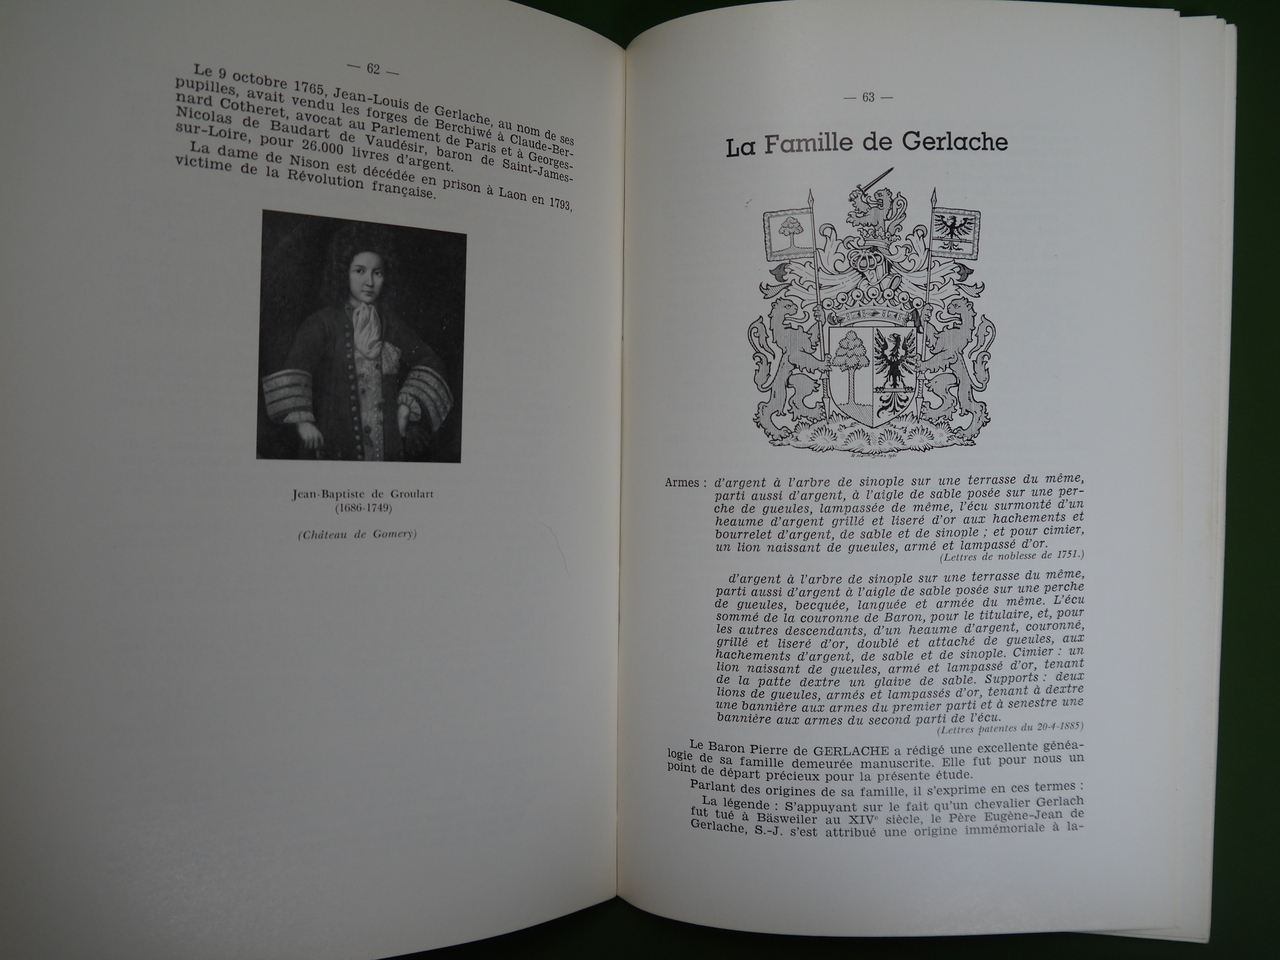 — 62 —
Le 9 octobre 1765, Jean-Louis de Gerlache, au nom de ses
pupilles, avait vendu les forges de Berchiwé à Claude-Ber-
nard Cotheret, avocat au Parlement de Paris et à Georges-
Nicolas de Baudart de Vaudésir, baron de Saint-James-
sur-Loire, pour 26.000 livres d'argent.
La dame de Nison est décédée en prison à Laon en 1793,
victime de la Révolution française.
Jean-Baptiste de Groulart
(1686-1749)
(Château de Gomery)
— 63 —
La Famille de Gerlache
Armes : d'argent à l'arbre de sinople sur une terrasse du même,
parti aussi d'argent, à l'aigle de sable posée sur une per-
che de gueules, lampassée de même, l'écu surmonté d'un
heaume d'argent grillé et liseré d'or aux hachements et
bourrelet d'argent, de sable et de sinople ; et pour cimier,
un lion naissant de gueules, armé et lampassé d'or.
(Lettres de noblesse de 1751.)
d'argent à l'arbre de sinople sur une terrasse du même,
parti aussi d'argent à l'aigle de sable posée sur une perche
de gueules, becquée, languée et armée du même. L'écu
sommé de la couronne de Baron, pour le titulaire, et, pour
les autres descendants, d'un heaume d'argent, couronné,
grillé et liseré d'or, doublé et attaché de gueules, aux
hachements d'argent, de sable et de sinople. Cimier : un
lion naissant de gueules, armé et lampassé d'or, tenant
de la patte dextre un glaive de sable. Supports : deux
lions de gueules, armés et lampassés d'or, tenant à dextre
une bannière aux armes du premier parti et à senestre une
bannière aux armes du second parti de l'écu.
(Lettres patentes du 20-4-1885)
Le Baron Pierre de GERLACHE a rédigé une excellente généa-
logie de sa famille demeurée manuscrite. Elle fut pour nous un
point de départ précieux pour la présente étude.
Parlant des origines de sa famille, il s'exprime en ces termes :
La légende : S'appuyant sur le fait qu'un chevalier Gerlach
fut tué à Bäsweiler au XIVe siècle, le Père Eugène-Jean de
Gerlache, S.-J. s'est attribué une origine immémoriale à la-